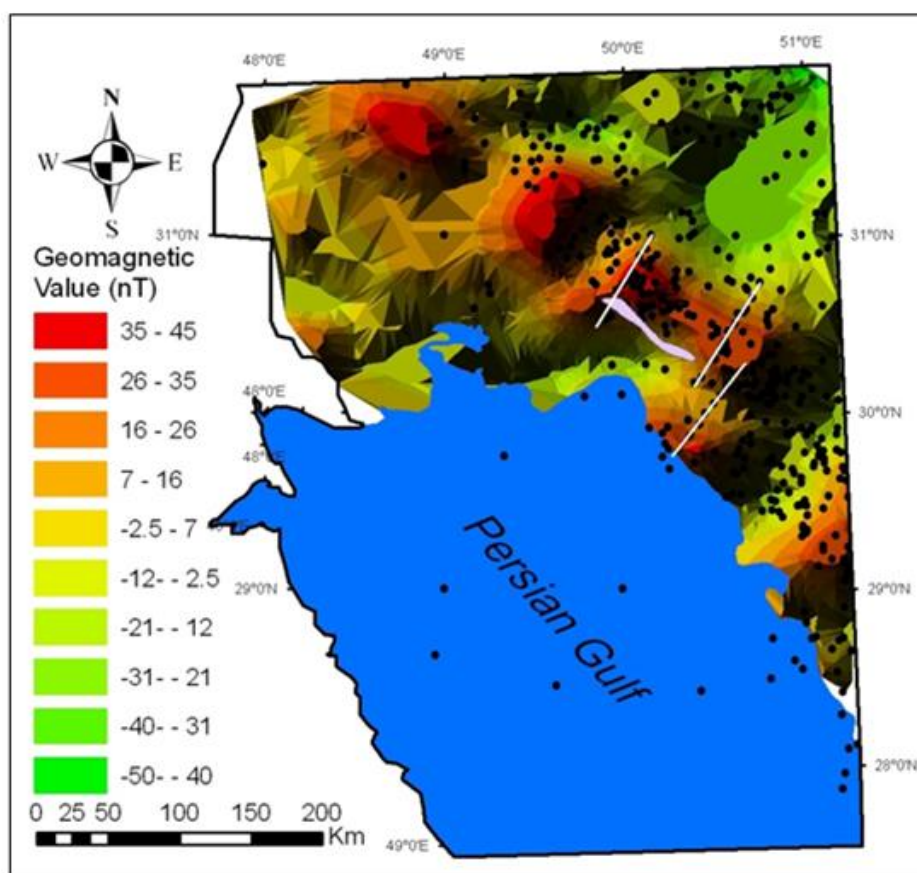 48°0'E
49°0'E
50°0'E
51°0'E
N
W
E
S
31°0'N
31°0'N
Geomagnetic
Value (nT)
35 - 45
26 - 35
16 - 26
7 - 16
-2.5 - 7
-12- - 2.5
-21- - 12
-31- - 21
-40- - 31
-50- - 40
30°0'N
48°0'E
29°0'N
29°0'N
Persian Gulf
28°0'N
0 25 50 100 150 200
Km
49°0'E